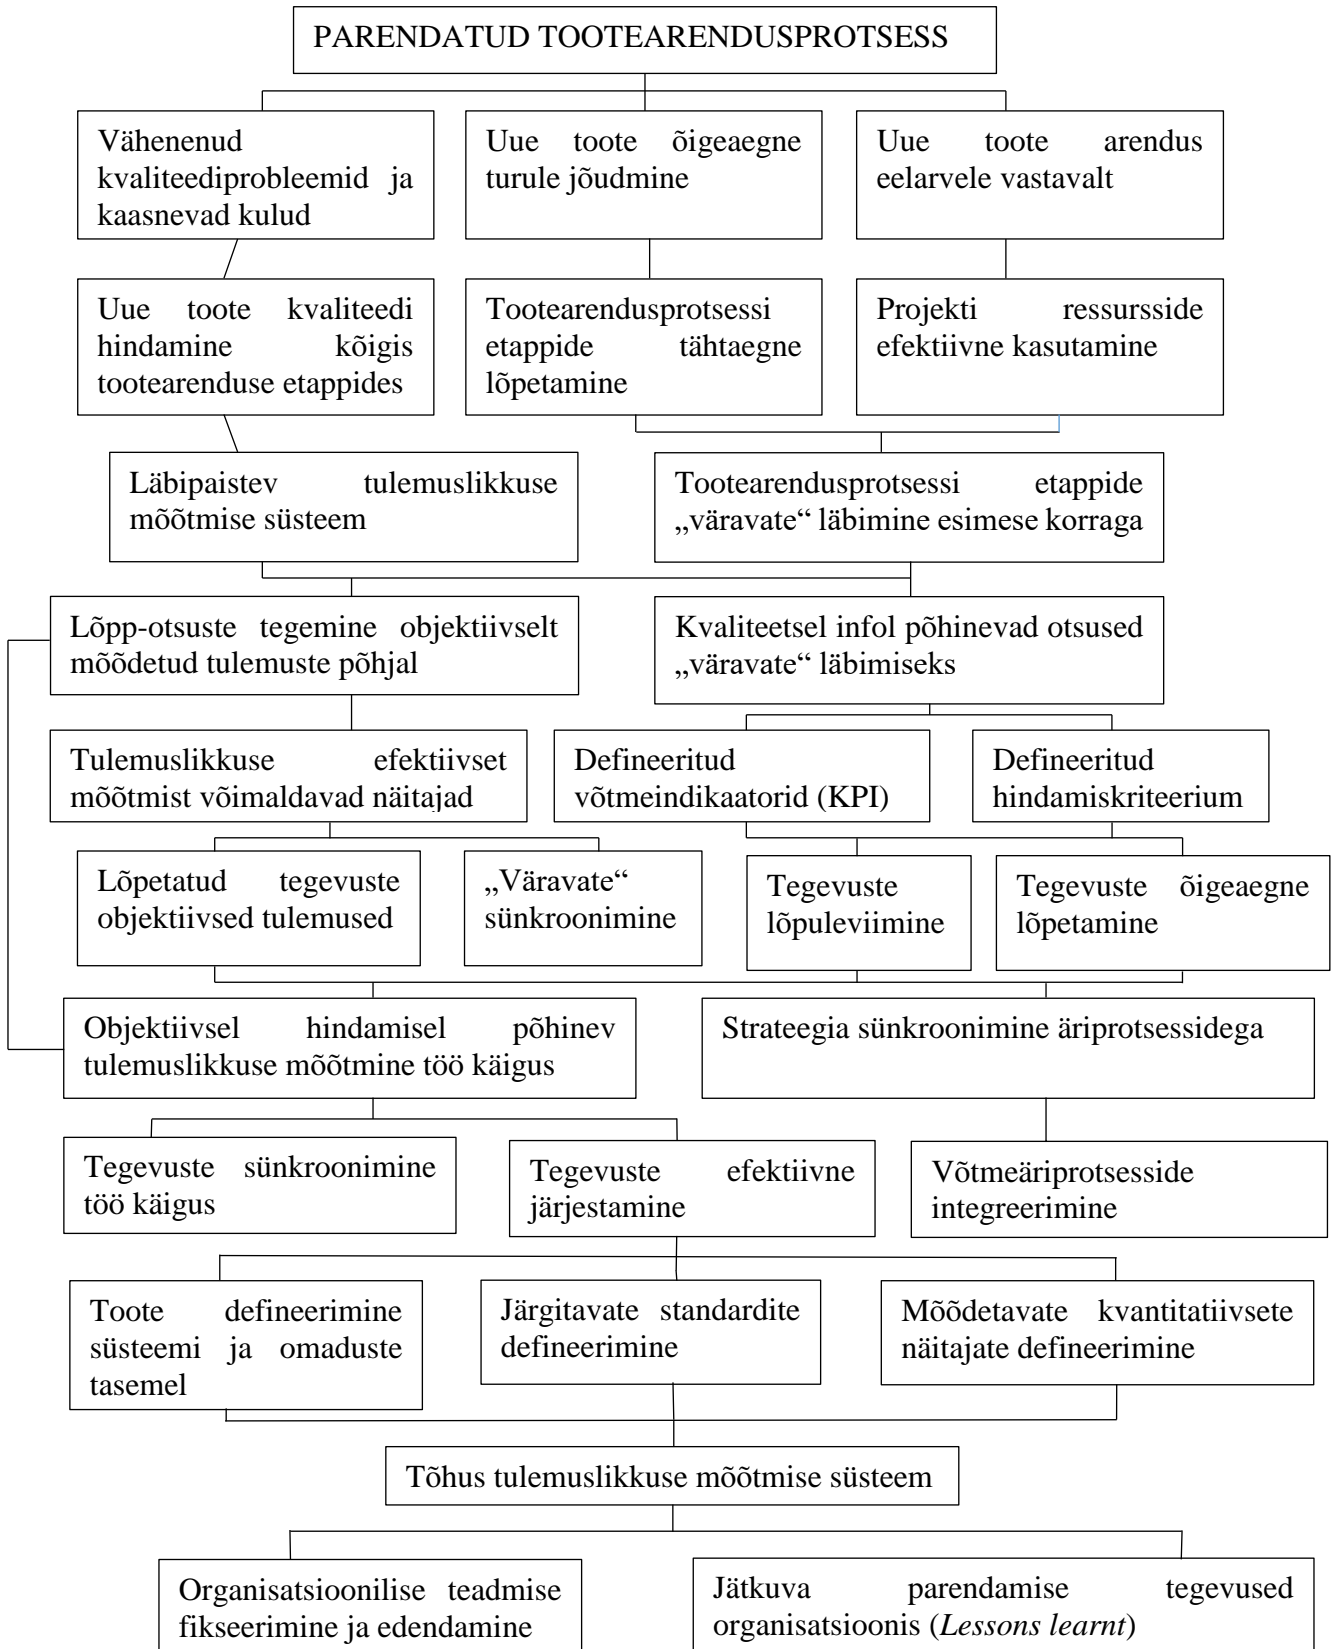 PARENDATUD TOOTEARENDUSPROTSESS
Vähenenud
kvaliteediprobleemid ja
kaasnevad kulud
Uue toote õigeaegne
turule jõudmine
Uue toote arendus
eelarvele vastavalt
Uue toote kvaliteedi
hindamine kõigis
tootearenduse etappides
Tootearendusprotsessi
etappide tähtaegne
lõpetamine
Projekti ressursside
efektiivne kasutamine
Läbipaistev tulemuslikkuse
mõõtmise süsteem
Tootearendusprotsessi etappide
„väravate“ läbimine esimese korraga
Lõpp-otsuste tegemine objektiivselt
mõõdetud tulemuste põhjal
Kvaliteetsel infol põhinevad otsused
„väravate“ läbimiseks
Tulemuslikkuse efektiivset
mõõtmist võimaldavad näitajad
Defineeritud
võtmeindikaatorid (KPI)
Defineeritud
hindamiskriteerium
Lõpetatud tegevuste
objektiivsed tulemused
„Väravate“
sünkroonimine
Tegevuste
lõpuleviimine
Tegevuste õigeaegne
lõpetamine
Objektiivsel hindamisel põhinev
tulemuslikkuse mõõtmine töö käigus
Strateegia sünkroonimine äriprotsessidega
Tegevuste sünkroonimine
töö käigus
Tegevuste efektiivne
järjestamine
Võtmeäriprotsesside
integreerimine
Toote defineerimine
süsteemi ja omaduste
tasemel
Järgitavate standardite
defineerimine
Mõõdetavate kvantitatiivsete
näitajate defineerimine
Tõhus tulemuslikkuse mõõtmise süsteem
Organisatsioonilise teadmise
fikseerimine ja edendamine
Jätkuva parendamise tegevused
organisatsioonis (Lessons learnt)